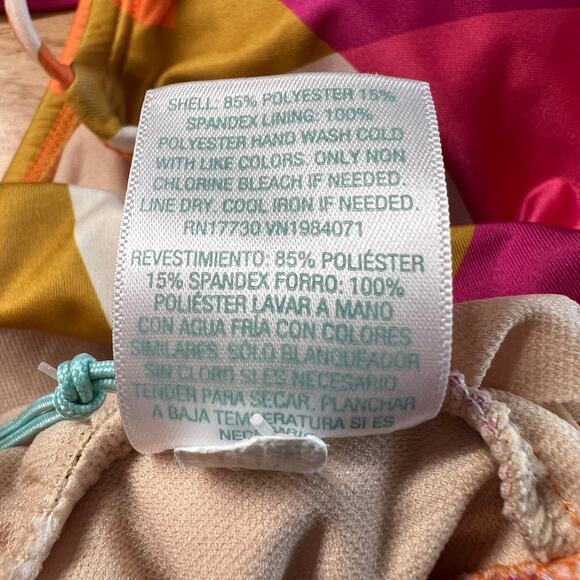 SHELL: 85% POLYESTER 15%
SPANDEX LINING: 100%
POLYESTER HAND WASH COLD
WITH LIKE COLORS. ONLY NON
CHLORINE BLEACH IF NEEDED.
LINE DRY. COOL IRON IF NEEDED.
RN17730 VN1984071
REVESTIMIENTO: 85% POLIÉSTER
15% SPANDEX FORRO: 100%
POLIÉSTER LAVAR A MANO
CON AGUA FRÍA CON COLORES
SIMILARES. SÓLO BLANQUEADOR
SIN CLORO SI ES NECESARIO.
TENDER PARA SECAR. PLANCHAR
A BAJA TEMPERATURA SI ES
NECESARIO